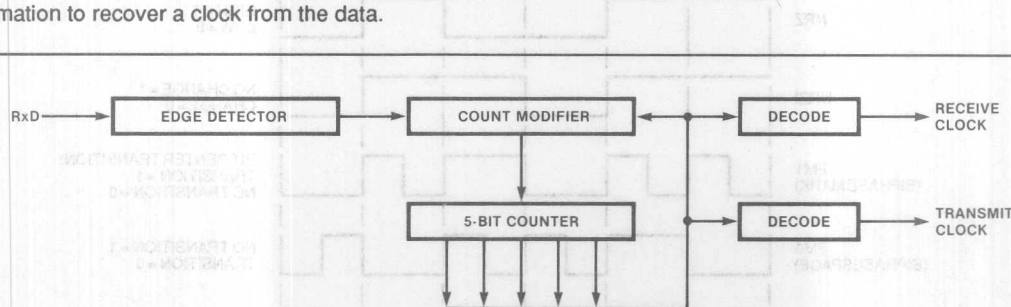 mation to recover a clock from the data.
RxD
EDGE DETECTOR
COUNT MODIFIER
DECODE
RECEIVE
CLOCK
5-BIT COUNTER
DECODE
TRANSMIT
CLOCK